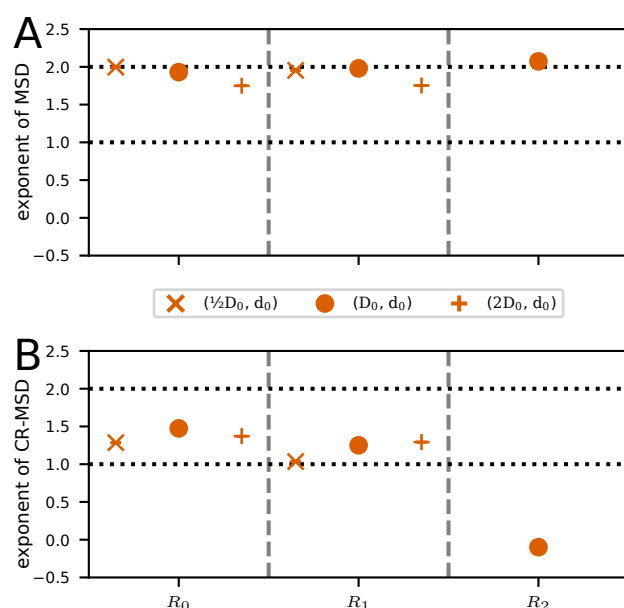 A
exponent of MSD
2.5
2.0
1.5
1.0
0.5
0.0
−0.5
(½D₀, d₀) (D₀, d₀) (2D₀, d₀)
B
exponent of CR-MSD
2.5
2.0
1.5
1.0
0.5
0.0
−0.5
R₀ R₁ R₂